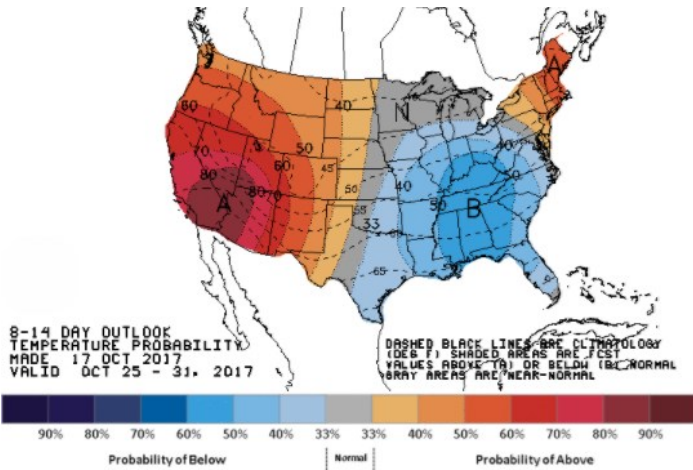 A
60
40
N
70
50
80
60
45
40
40
80
70
50
50
A
55
50
B
33
65
8-14 DAY OUTLOOK
TEMPERATURE PROBABILITY
MADE 17 OCT 2017
VALID OCT 25 - 31, 2017
DASHED BLACK LINES ARE CLIMATOLOGY
(DEG F) SHADED AREAS ARE FCST
VALUES ABOVE (A) OR BELOW (B) NORMAL
GRAY AREAS ARE NEAR-NORMAL
90% 80% 70% 60% 50% 40% 33% 33% 40% 50% 60% 70% 80% 90%
Probability of Below Normal Probability of Above